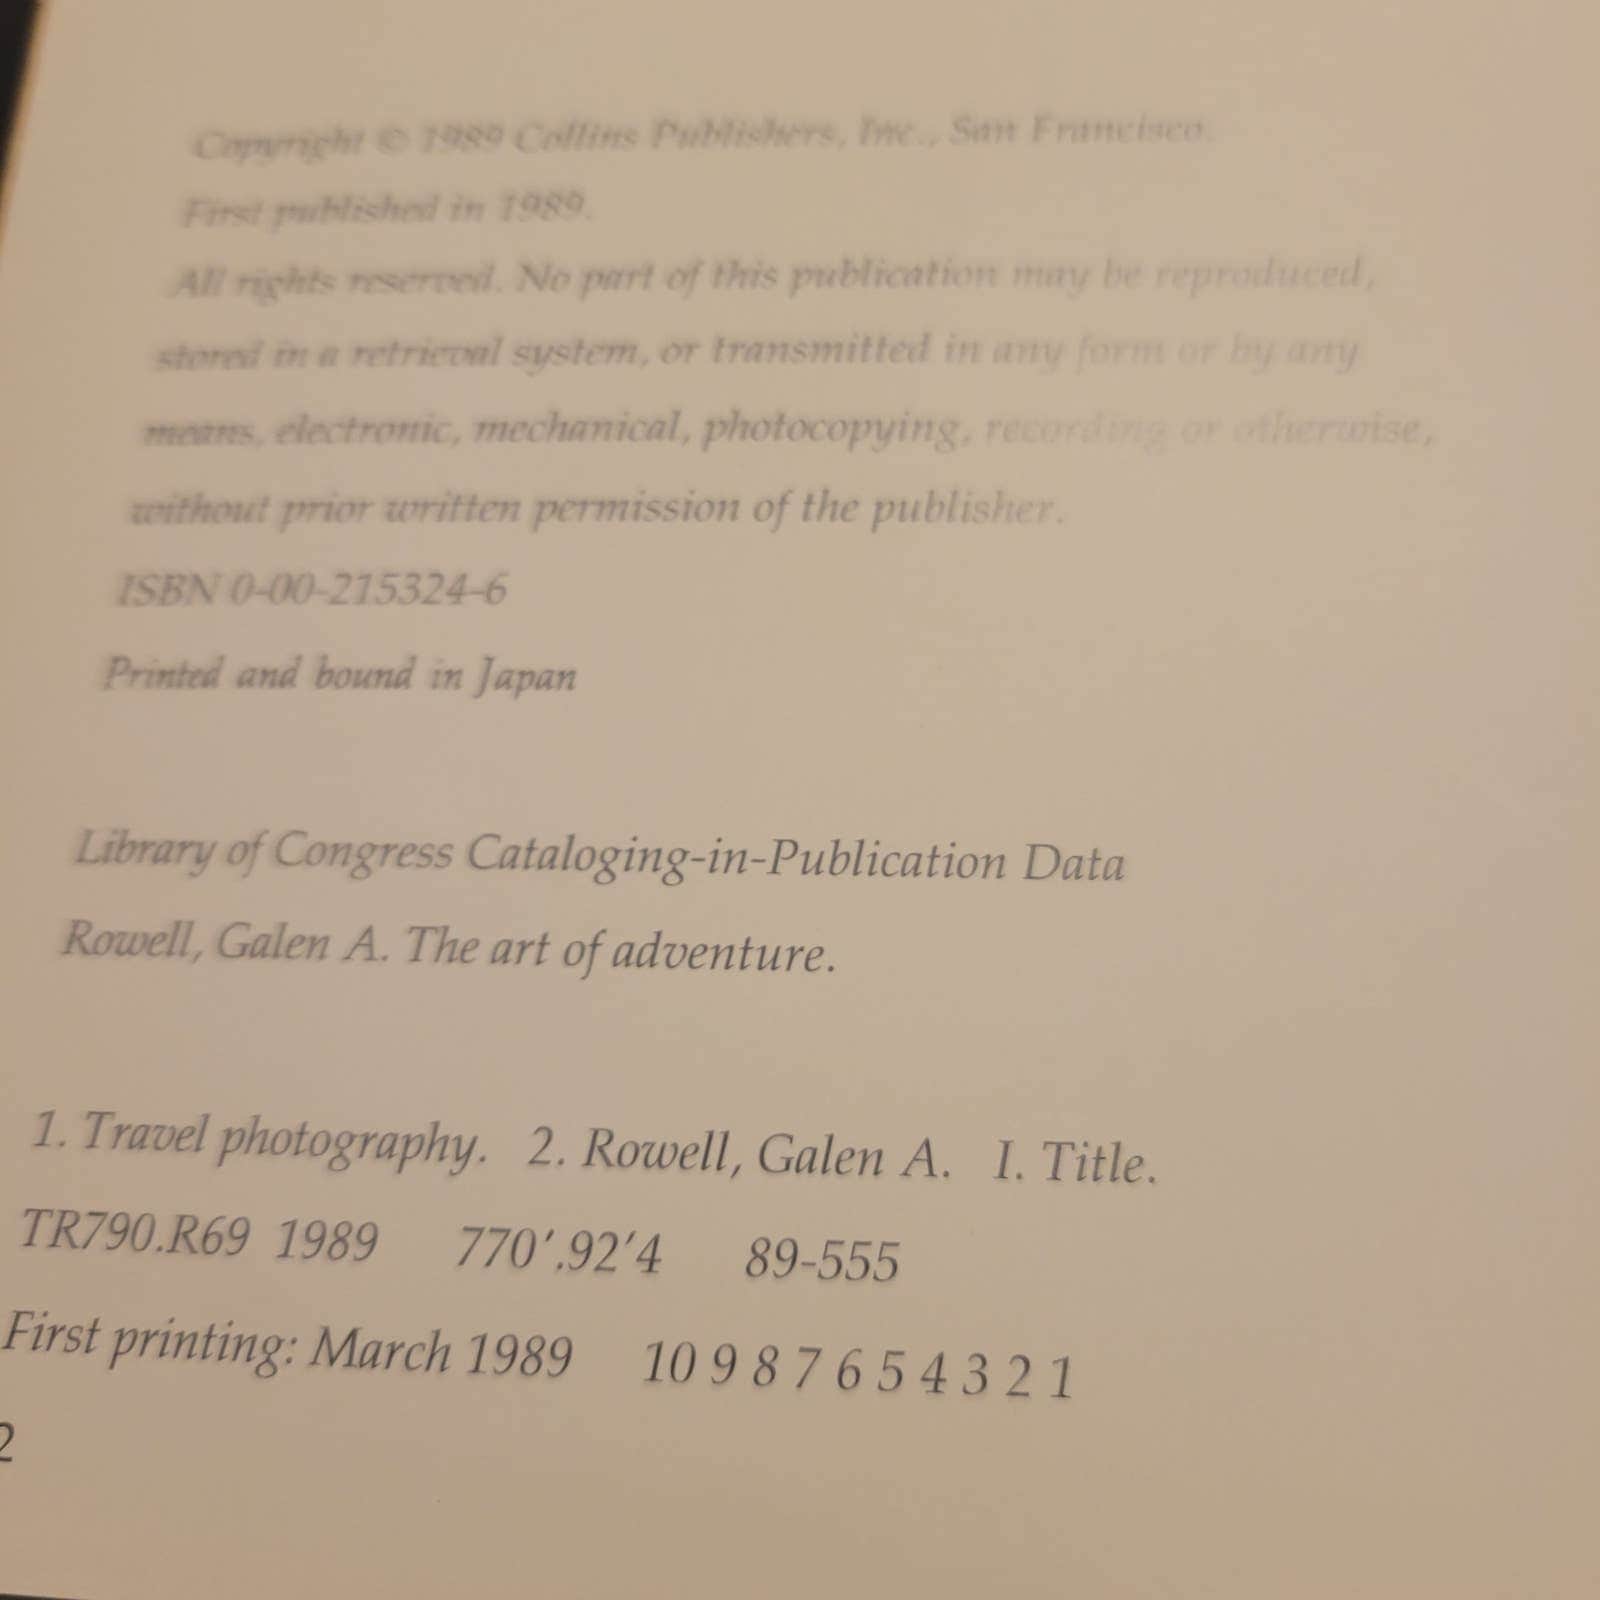 Copyright © 1989 Collins Publishers, Inc., San Francisco.
First published in 1989.
All rights reserved. No part of this publication may be reproduced,
stored in a retrieval system, or transmitted in any form or by any
means, electronic, mechanical, photocopying, recording or otherwise,
without prior written permission of the publisher.
ISBN 0-00-215324-6
Printed and bound in Japan
Library of Congress Cataloging-in-Publication Data
Rowell, Galen A. The art of adventure.
1. Travel photography. 2. Rowell, Galen A. I. Title.
TR790.R69 1989 770′.92′4 89-555
First printing: March 1989 10 9 8 7 6 5 4 3 2 1
2